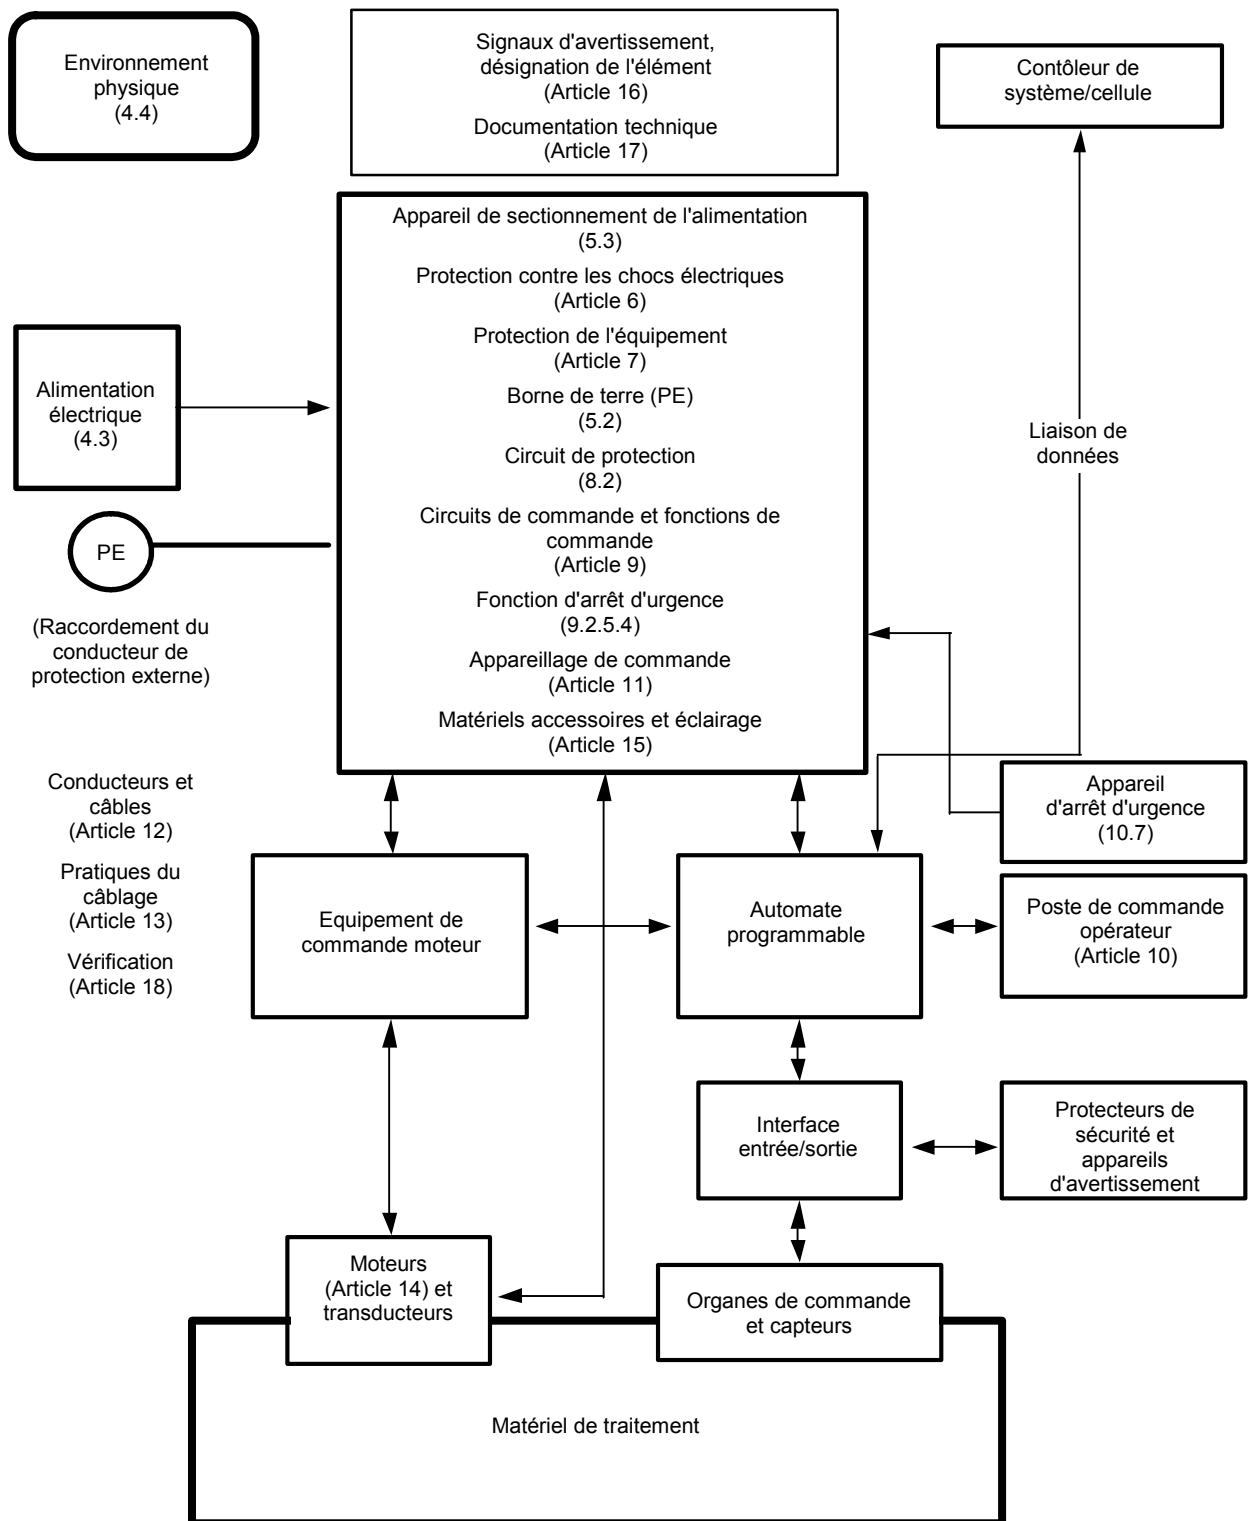 Environnement
physique
(4.4)
Signaux d'avertissement,
désignation de l'élément
(Article 16)
Documentation technique
(Article 17)
Contôleur de
système/cellule
Appareil de sectionnement de l'alimentation
(5.3)
Protection contre les chocs électriques
(Article 6)
Protection de l'équipement
(Article 7)
Borne de terre (PE)
(5.2)
Circuit de protection
(8.2)
Circuits de commande et fonctions de
commande
(Article 9)
Fonction d'arrêt d'urgence
(9.2.5.4)
Appareillage de commande
(Article 11)
Matériels accessoires et éclairage
(Article 15)
Alimentation
électrique
(4.3)
PE
(Raccordement du
conducteur de
protection externe)
Liaison de
données
Conducteurs et
câbles
(Article 12)
Pratiques du
câblage
(Article 13)
Vérification
(Article 18)
Appareil
d'arrêt d'urgence
(10.7)
Equipement de
commande moteur
Automate
programmable
Poste de commande
opérateur
(Article 10)
Interface
entrée/sortie
Protecteurs de
sécurité et
appareils
d'avertissement
Moteurs
(Article 14) et
transducteurs
Organes de commande
et capteurs
Matériel de traitement